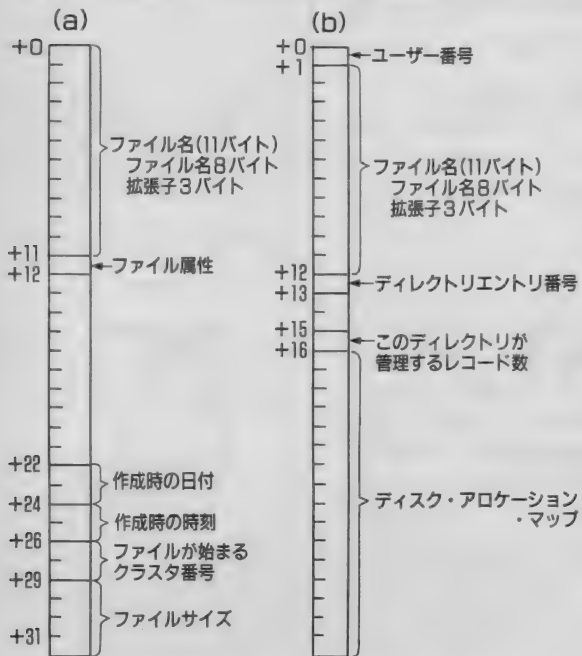 (a)
+0
ファイル名(11バイト)
ファイル名8バイト
拡張子3バイト
+11
+12
ファイル属性
+22
作成時の日付
+24
作成時の時刻
+26
ファイルが始まる
クラスタ番号
+29
ファイルサイズ
+31
(b)
+0
ユーザー番号
+1
ファイル名(11バイト)
ファイル名8バイト
拡張子3バイト
+12
ディレクトリエントリ番号
+13
+15
このディレクトリが
管理するレコード数
+16
ディスク・アロケーション
・マップ